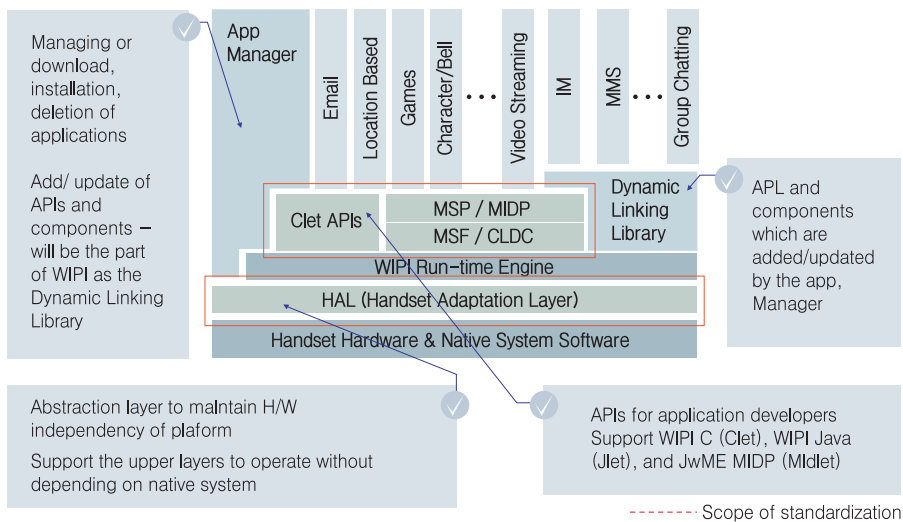 Managing or
download,
installation,
deletion of
applications
Add/ update of
APIs and
components –
will be the part
of WIPI as the
Dynamic Linking
Library
App
Manager
Email
Location Based
Games
Character/Bell
•••
Video Streaming
IM
MMS
•••
Group Chatting
Clet APIs
MSP / MIDP
MSF / CLDC
Dynamic
Linking
Library
WIPI Run-time Engine
HAL (Handset Adaptation Layer)
Handset Hardware & Native System Software
APL and
components
which are
added/updated
by the app,
Manager
Abstraction layer to maintain H/W
independency of plaform
Support the upper layers to operate without
depending on native system
APIs for application developers
Support WIPI C (Clet), WIPI Java
(Jlet), and JwME MIDP (MIdlet)
Scope of standardization